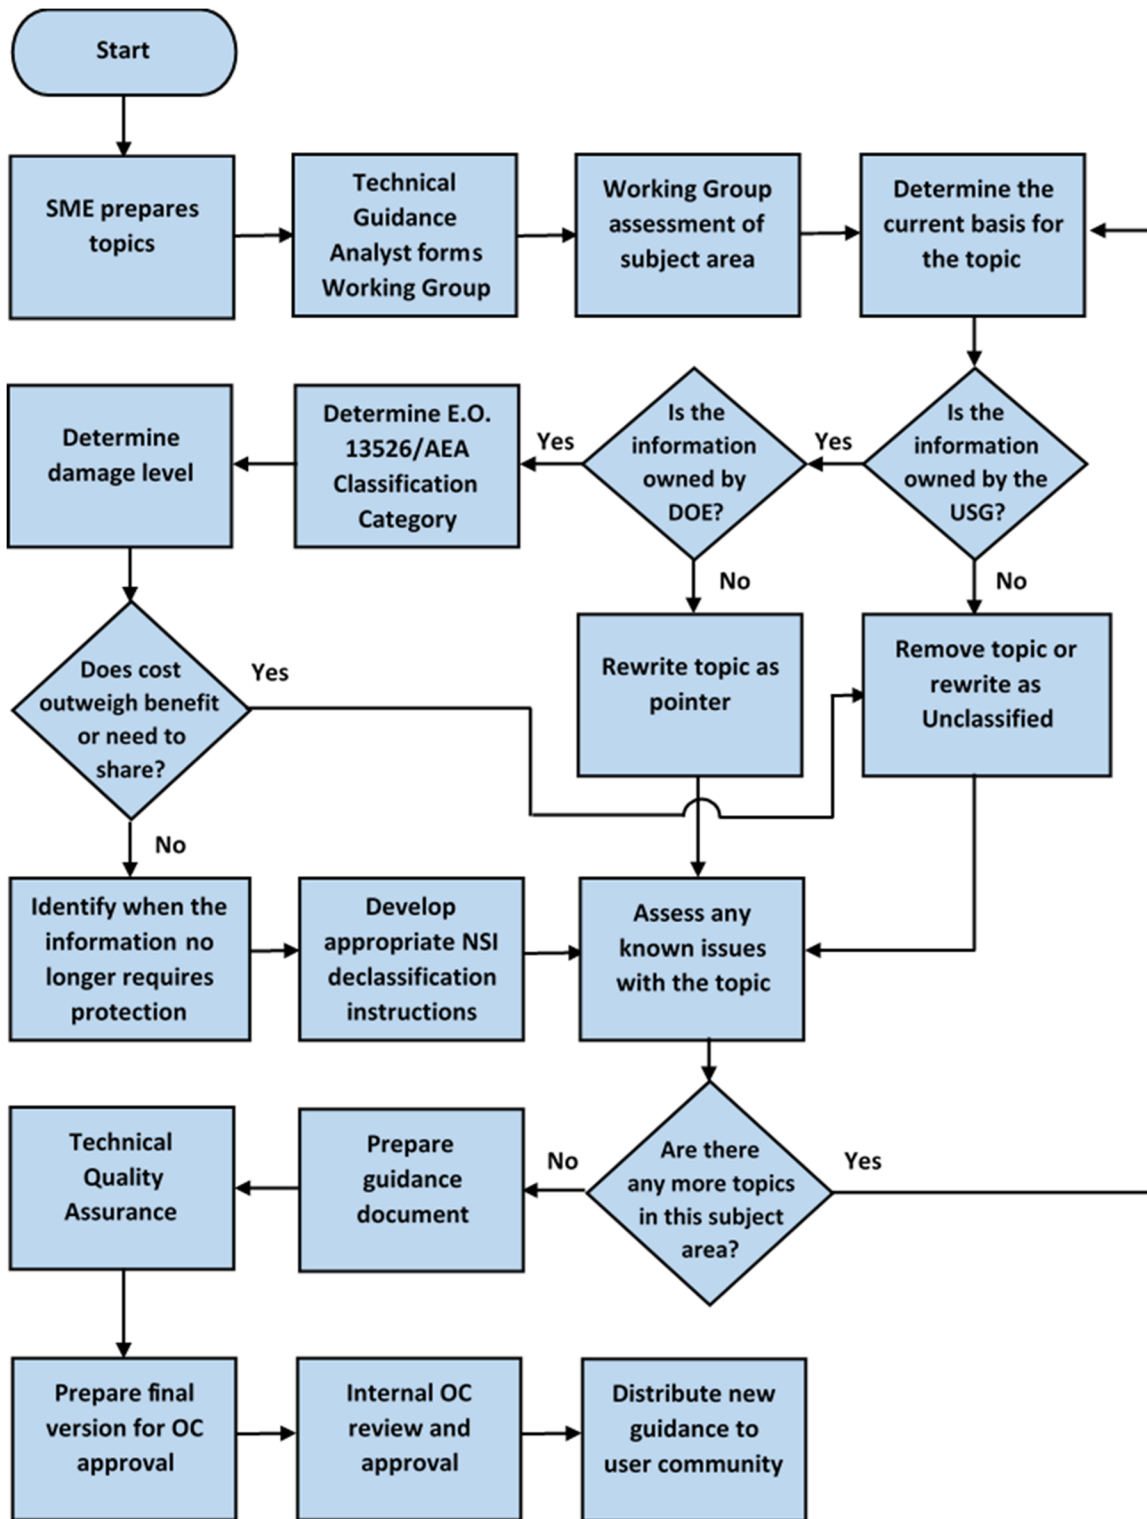 Start
SME prepares
topics
Technical
Guidance
Analyst forms
Working Group
Working Group
assessment of
subject area
Determine the
current basis for
the topic
Is the
information
owned by the
USG?
Yes
No
Is the
information
owned by
DOE?
Yes
No
Determine E.O.
13526/AEA
Classification
Category
Determine
damage level
Does cost
outweigh benefit
or need to
share?
Yes
No
Rewrite topic as
pointer
Remove topic or
rewrite as
Unclassified
Identify when the
information no
longer requires
protection
Develop
appropriate NSI
declassification
instructions
Assess any
known issues
with the topic
Are there
any more topics
in this subject
area?
Yes
No
Prepare
guidance
document
Technical
Quality
Assurance
Prepare final
version for OC
approval
Internal OC
review and
approval
Distribute new
guidance to
user community